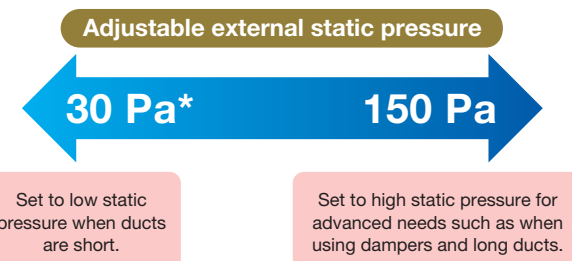 Adjustable external static pressure
30 Pa*
150 Pa
Set to low static
pressure when ducts
are short.
Set to high static pressure for
advanced needs such as when
using dampers and long ducts.